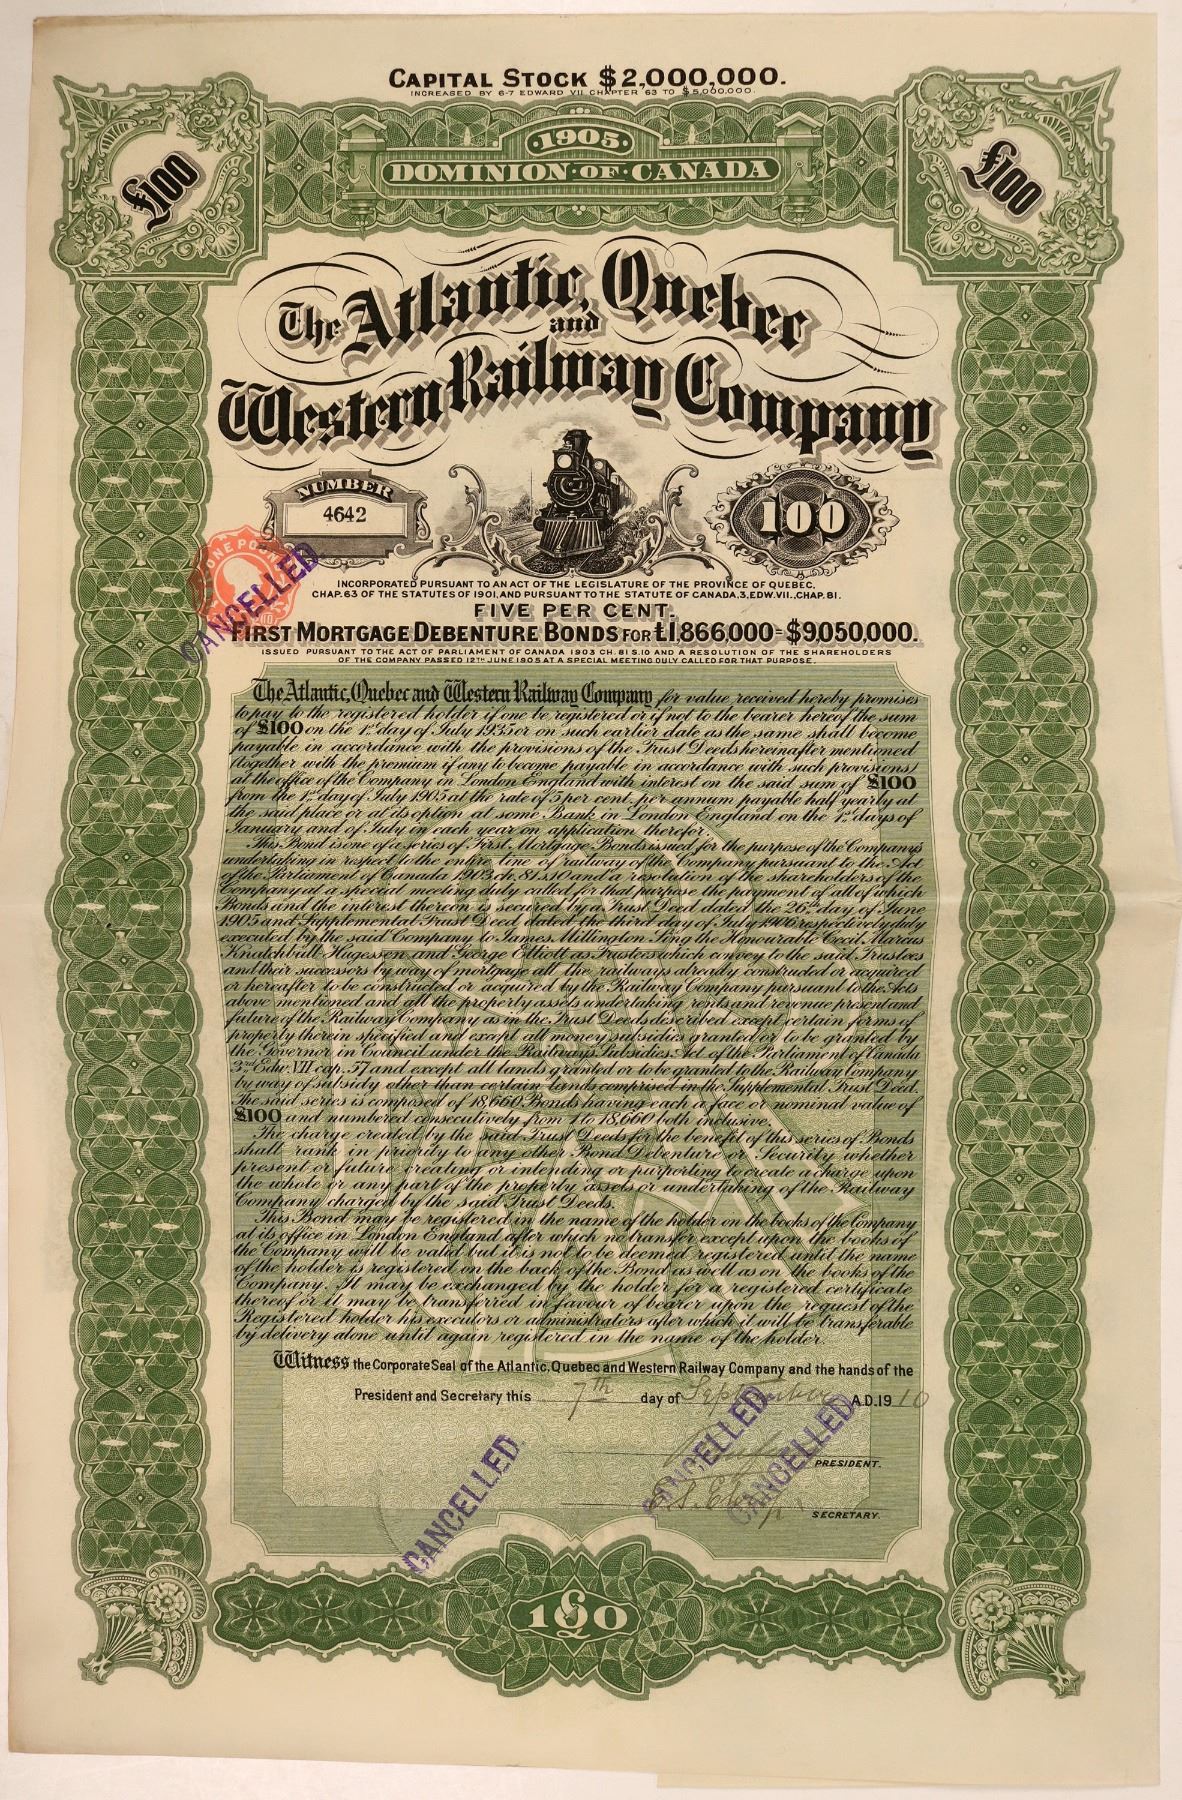 CAPITAL STOCK $2,000,000.
INCREASED BY 6-7 EDWARD VII CHAPTER 63 TO $5,000,000.
·1905·
DOMINION·OF·CANADA
£100
£100
The Atlantic, Quebec
and
Western Railway Company
NUMBER
4642
100
ONE POUND
CANCELLED.
INCORPORATED PURSUANT TO AN ACT OF THE LEGISLATURE OF THE PROVINCE OF QUEBEC,
CHAP. 63 OF THE STATUTES OF 1901, AND PURSUANT TO THE STATUTE OF CANADA, 3, EDW. VII., CHAP. 81.
FIVE PER CENT.
FIRST MORTGAGE DEBENTURE BONDS FOR £1,866,000=$9,050,000.
ISSUED PURSUANT TO THE ACT OF PARLIAMENT OF CANADA 1903 CH. 81 S.10 AND A RESOLUTION OF THE SHAREHOLDERS
OF THE COMPANY PASSED 12TH JUNE 1905 AT A SPECIAL MEETING DULY CALLED FOR THAT PURPOSE.
The Atlantic, Quebec and Western Railway Company for value received hereby promises
to pay to the registered holder if one be registered or if not to the bearer hereof the sum
of £100 on the 1st day of July 1935 or on such earlier date as the same shall become
payable in accordance with the provisions of the Trust Deeds hereinafter mentioned
(together with the premium if any to become payable in accordance with such provisions)
at the office of the Company in London England with interest on the said sum of £100
from the 1st day of July 1905 at the rate of 5 per cent. per annum payable half yearly at
the said place or at its option at some Bank in London England on the 1st days of
January and of July in each year on application therefor.
This Bond is one of a series of First Mortgage Bonds issued for the purpose of the Company's
undertaking in respect to the entire line of railway of the Company pursuant to the Act
of the Parliament of Canada 1903 ch. 81 s.10 and a resolution of the shareholders of the
Company at a special meeting duly called for that purpose the payment of all of which
Bonds and the interest thereon is secured by a Trust Deed dated the 26th day of June
1905 and Supplemental Trust Deed dated the third day of July 1906 respectively duly
executed by the said Company to James Millington Sing the Honourable Cecil Marcus
Knatchbull Hugessen and George Elliott as Trustees which convey to the said Trustees
and their successors by way of mortgage all the railways already constructed or acquired
or hereafter to be constructed or acquired by the Railway Company pursuant to the Acts
above mentioned and all the property assets undertaking rents and revenue present and
future of the Railway Company as in the Trust Deeds described except certain forms of
property therein specified and except all money subsidies granted or to be granted by
the Governor in Council under the Railways Subsidies Act of the Parliament of Canada
3rd Edw. VII cap. 57 and except all lands granted or to be granted to the Railway Company
by way of subsidy other than certain lands comprised in the Supplemental Trust Deed.
The said series is composed of 18,660 Bonds having each a face or nominal value of
£100 and numbered consecutively from 1 to 18,660 both inclusive.
The charge created by the said Trust Deeds for the benefit of this series of Bonds
shall rank in priority to any other Bond Debenture or Security whether
present or future creating or intending or purporting to create a charge upon
the whole or any part of the property assets or undertaking of the Railway
Company charged by the said Trust Deeds.
This Bond may be registered in the name of the holder on the books of the Company
at its office in London England after which no transfer except upon the books of
the Company will be valid but it is not to be deemed registered until the name
of the holder is registered on the back of the Bond as well as on the books of the
Company. It may be exchanged by the holder for a registered certificate
thereof or it may be transferred in favour of bearer upon the request of the
Registered holder his executors or administrators after which it will be transferable
by delivery alone until again registered in the name of the holder.
Witness the Corporate Seal of the Atlantic, Quebec and Western Railway Company and the hands of the
President and Secretary this 7th day of September A.D. 1910
PRESIDENT.
SECRETARY.
CANCELLED.
CANCELLED.
CANCELLED.
£
100